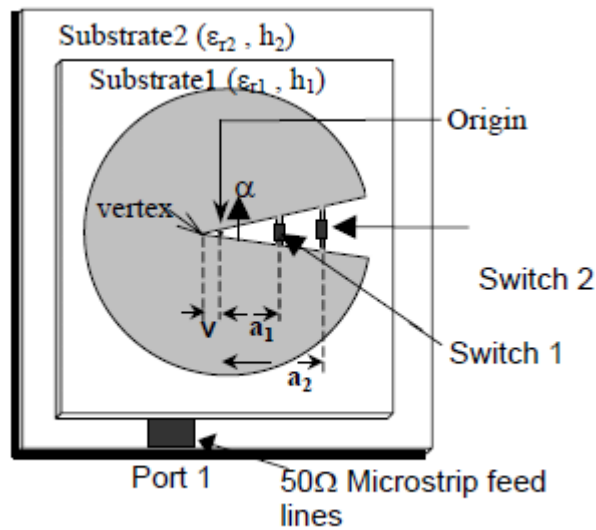 Substrate2 (εr2 , h2)
Substrate1 (εr1 , h1)
Origin
α
vertex
Switch 2
v
a1
Switch 1
a2
Port 1
50Ω Microstrip feed
lines